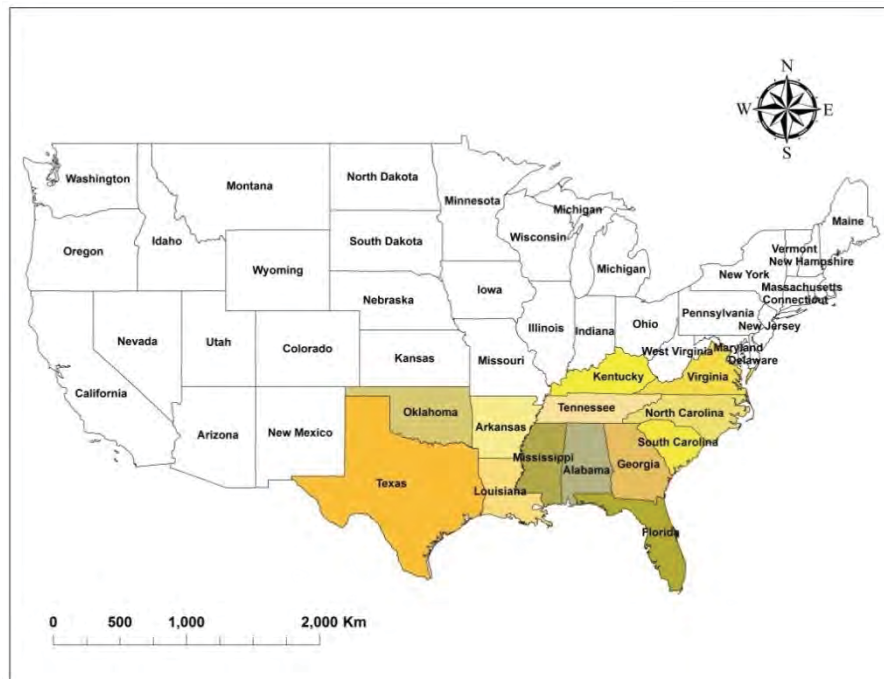 N
W E
S
Washington
Montana
North Dakota
Minnesota
Michigan
Maine
Oregon
Idaho
South Dakota
Wisconsin
Vermont
New Hampshire
Wyoming
Michigan
New York
Massachusetts
Iowa
Connecticut
Nebraska
Pennsylvania
Nevada
Utah
Illinois
Indiana
Ohio
New Jersey
Colorado
Maryland
Kansas
Missouri
West Virginia
Delaware
California
Kentucky
Virginia
Oklahoma
Tennessee
North Carolina
Arkansas
Arizona
New Mexico
South Carolina
Mississippi
Alabama
Georgia
Texas
Louisiana
Florida
0 500 1,000 2,000 Km